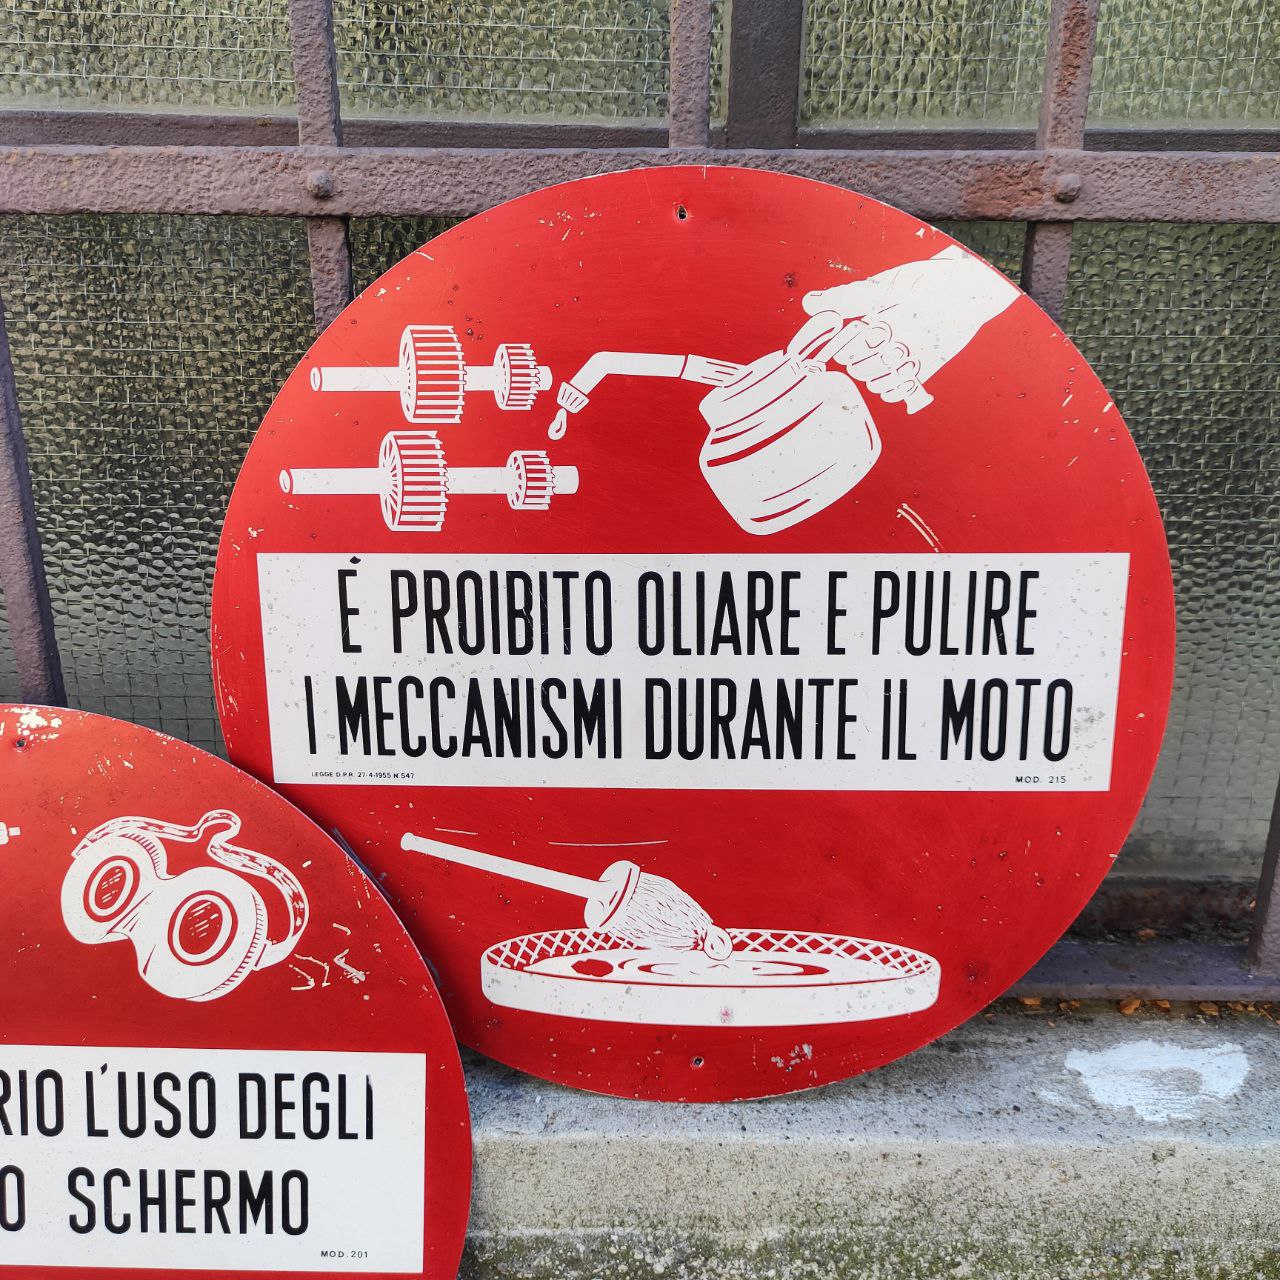 É PROIBITO OLIARE E PULIRE
I MECCANISMI DURANTE IL MOTO
LEGGE D.P.R. 27-4-1955 N°547
MOD. 215
RIO L'USO DEGLI
O SCHERMO
MOD. 201